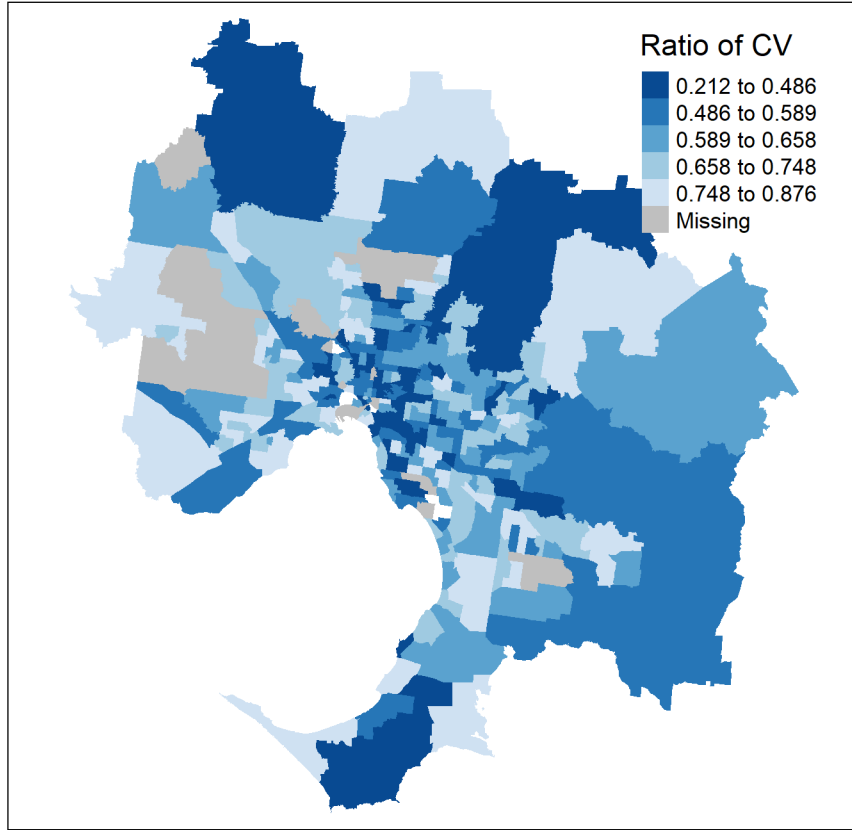 Ratio of CV
0.212 to 0.486
0.486 to 0.589
0.589 to 0.658
0.658 to 0.748
0.748 to 0.876
Missing